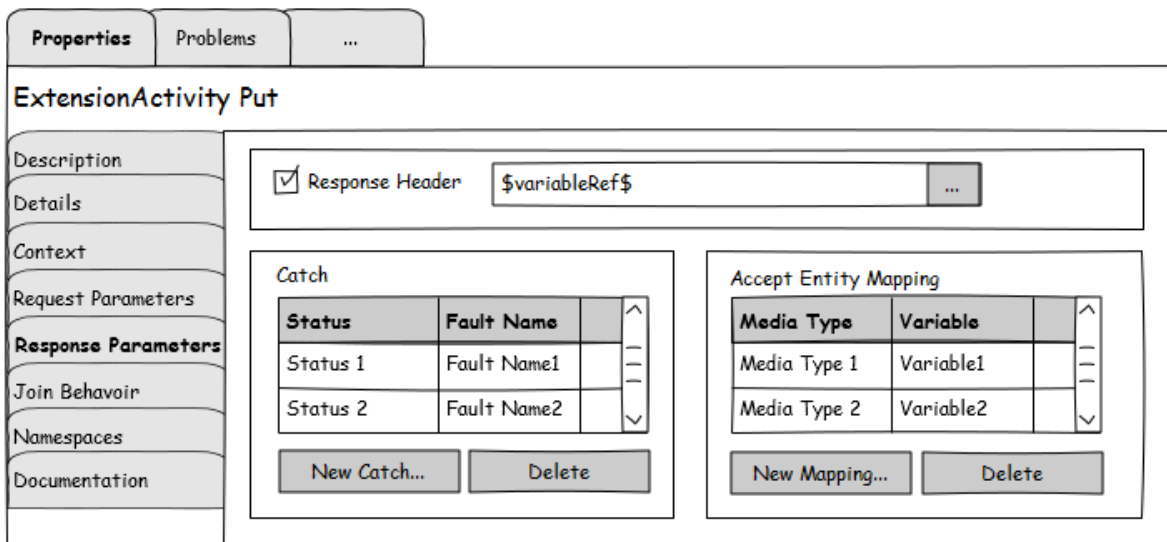 Properties Problems ...
ExtensionActivity Put
Description
Details
Context
Request Parameters
Response Parameters
Join Behavoir
Namespaces
Documentation
Response Header $variableRef$ ...
Catch
Status Fault Name
Status 1 Fault Name1
Status 2 Fault Name2
New Catch... Delete
Accept Entity Mapping
Media Type Variable
Media Type 1 Variable1
Media Type 2 Variable2
New Mapping... Delete